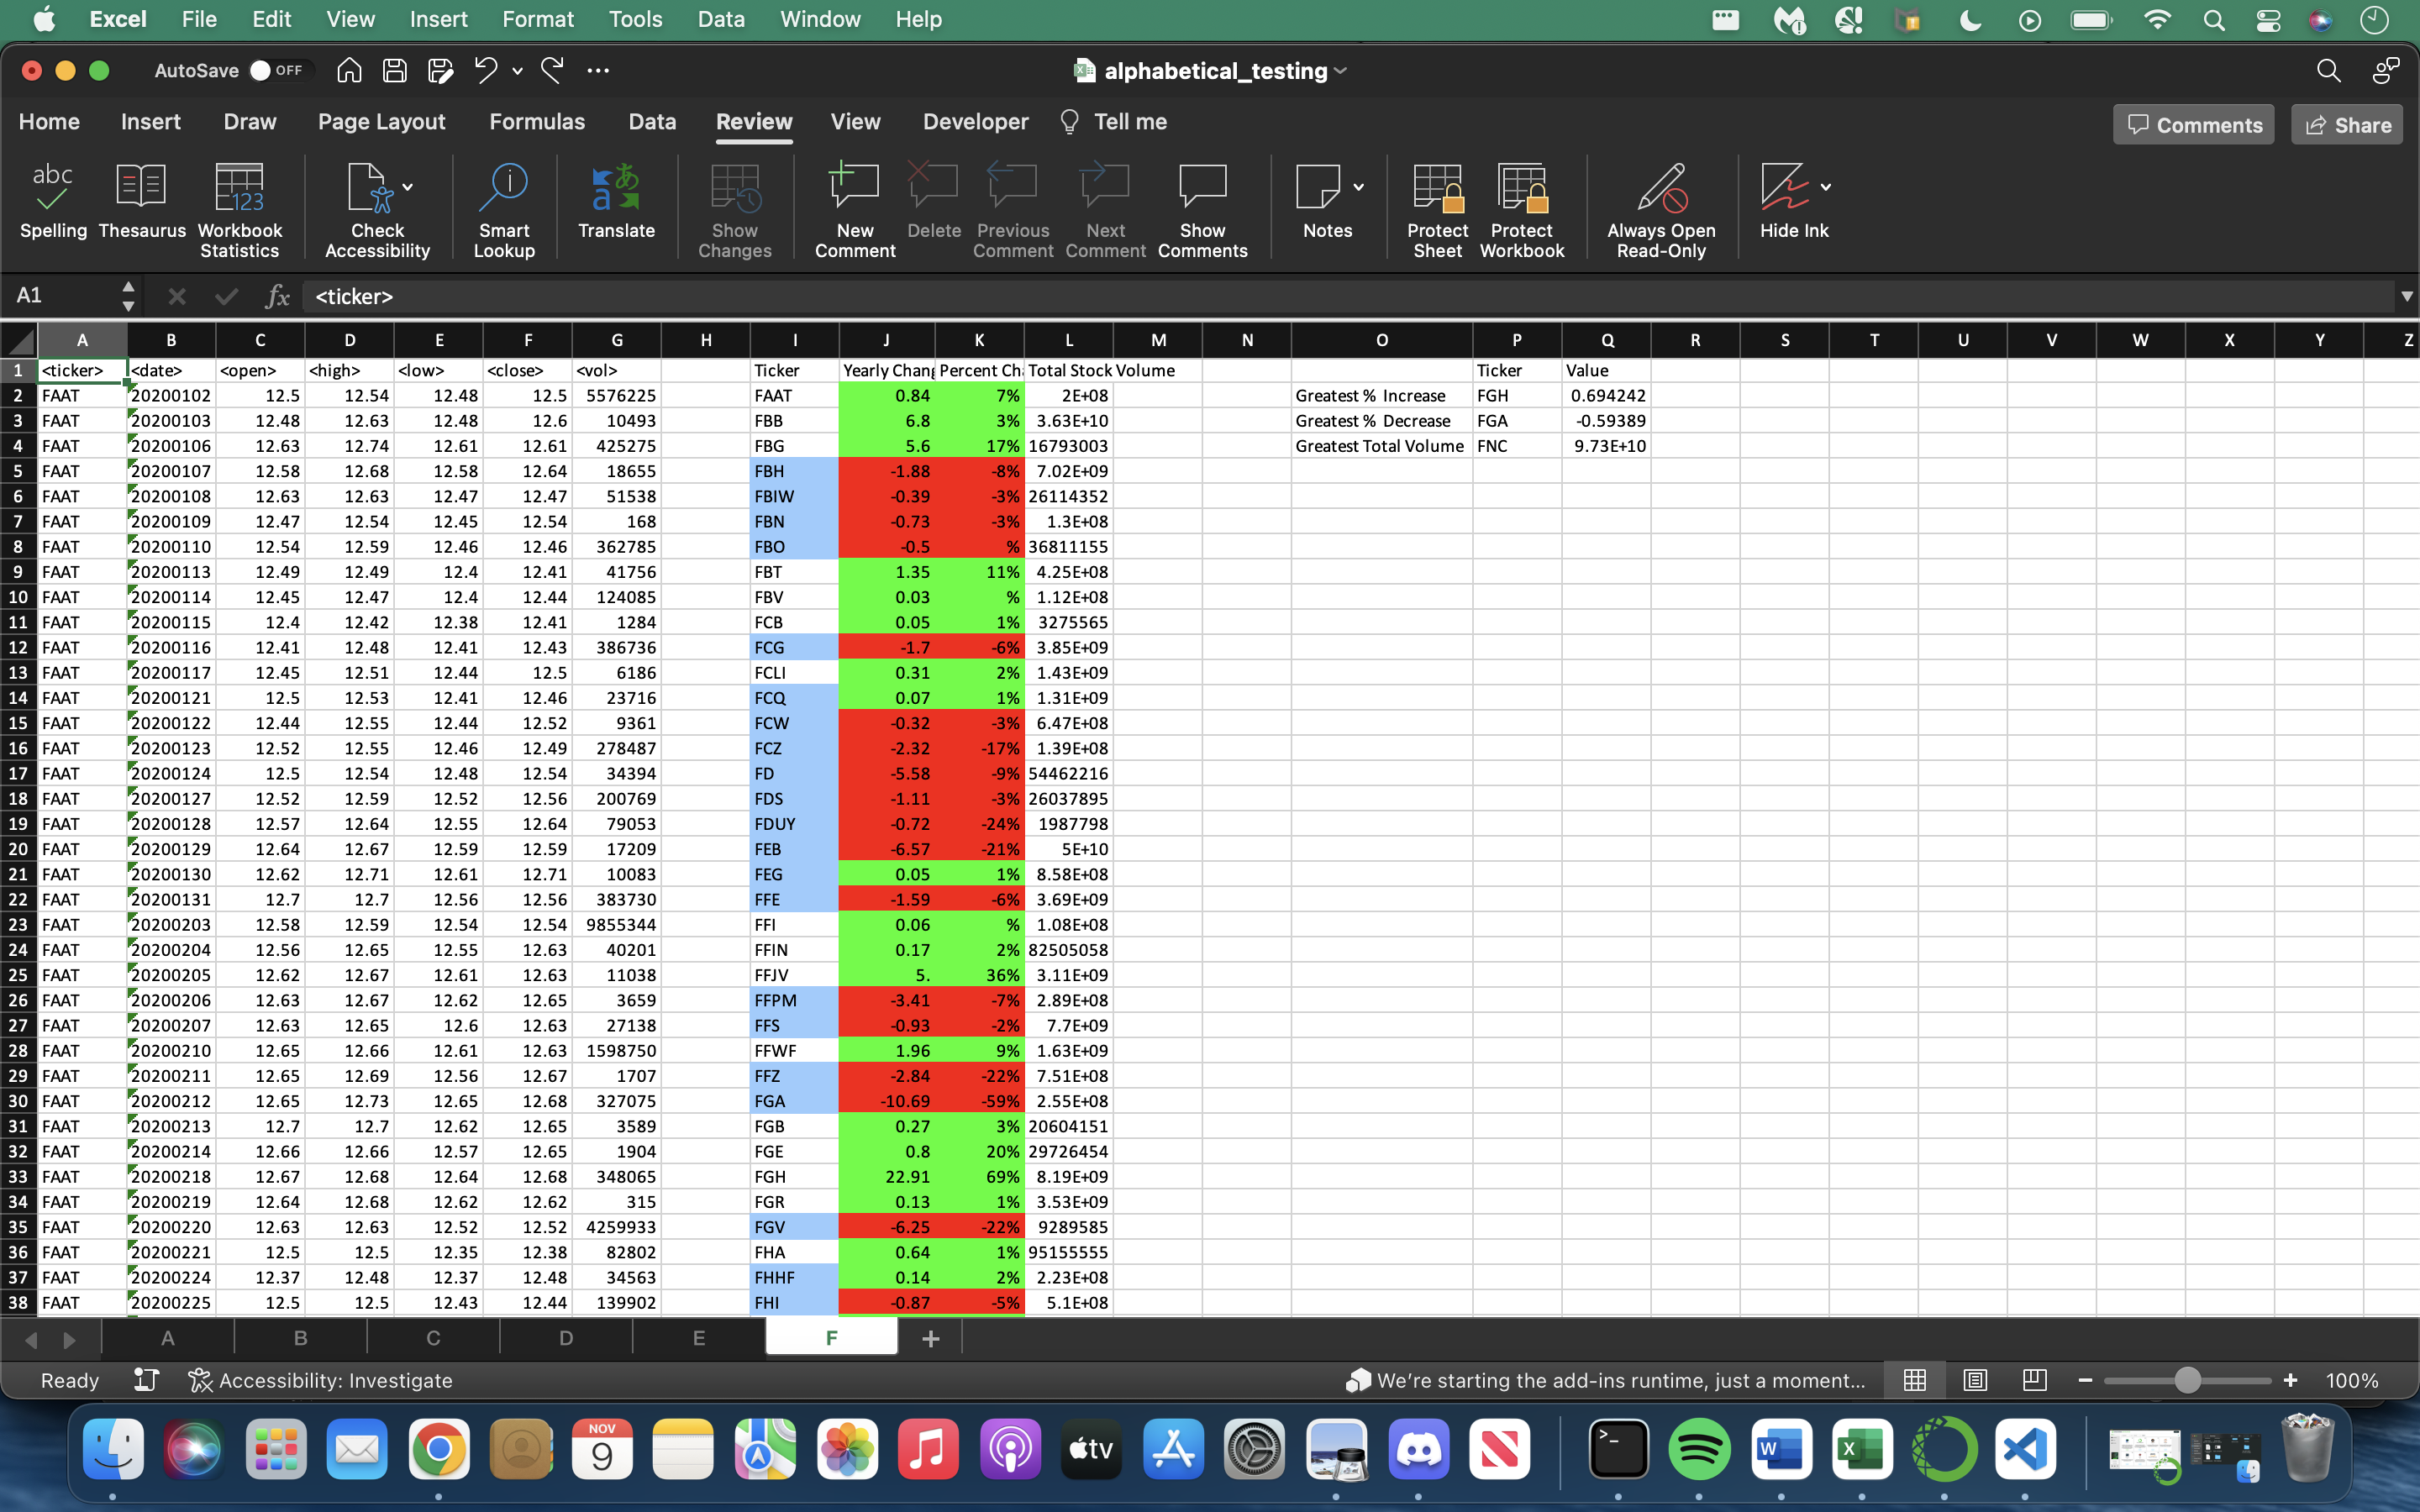 Excel File Edit View Insert Format Tools Data Window Help
AutoSave OFF alphabetical_testing
Home Insert Draw Page Layout Formulas Data Review View Developer Tell me Comments Share
abc 123
Spelling Thesaurus Workbook Statistics Check Accessibility Smart Lookup Translate Show Changes New Comment Delete Previous Comment Next Comment Show Comments Notes Protect Sheet Protect Workbook Always Open Read-Only Hide Ink
A1 fx <ticker>
A B C D E F G H I J K L M N O P Q R S T U V W X Y Z
1 <ticker> <date> <open> <high> <low> <close> <vol> Ticker Yearly Chang Percent Ch Total Stock Volume Ticker Value
2 FAAT 20200102 12.5 12.54 12.48 12.5 5576225 FAAT 0.84 7% 2E+08 Greatest % Increase FGH 0.694242
3 FAAT 20200103 12.48 12.63 12.48 12.6 10493 FBB 6.8 3% 3.63E+10 Greatest % Decrease FGA -0.59389
4 FAAT 20200106 12.63 12.74 12.61 12.61 425275 FBG 5.6 17% 16793003 Greatest Total Volume FNC 9.73E+10
5 FAAT 20200107 12.58 12.68 12.58 12.64 18655 FBH -1.88 -8% 7.02E+09
6 FAAT 20200108 12.63 12.63 12.47 12.47 51538 FBIW -0.39 -3% 26114352
7 FAAT 20200109 12.47 12.54 12.45 12.54 168 FBN -0.73 -3% 1.3E+08
8 FAAT 20200110 12.54 12.59 12.46 12.46 362785 FBO -0.5 % 36811155
9 FAAT 20200113 12.49 12.49 12.4 12.41 41756 FBT 1.35 11% 4.25E+08
10 FAAT 20200114 12.45 12.47 12.4 12.44 124085 FBV 0.03 % 1.12E+08
11 FAAT 20200115 12.4 12.42 12.38 12.41 1284 FCB 0.05 1% 3275565
12 FAAT 20200116 12.41 12.48 12.41 12.43 386736 FCG -1.7 -6% 3.85E+09
13 FAAT 20200117 12.45 12.51 12.44 12.5 6186 FCLI 0.31 2% 1.43E+09
14 FAAT 20200121 12.5 12.53 12.41 12.46 23716 FCQ 0.07 1% 1.31E+09
15 FAAT 20200122 12.44 12.55 12.44 12.52 9361 FCW -0.32 -3% 6.47E+08
16 FAAT 20200123 12.52 12.55 12.46 12.49 278487 FCZ -2.32 -17% 1.39E+08
17 FAAT 20200124 12.5 12.54 12.48 12.54 34394 FD -5.58 -9% 54462216
18 FAAT 20200127 12.52 12.59 12.52 12.56 200769 FDS -1.11 -3% 26037895
19 FAAT 20200128 12.57 12.64 12.55 12.64 79053 FDUY -0.72 -24% 1987798
20 FAAT 20200129 12.64 12.67 12.59 12.59 17209 FEB -6.57 -21% 5E+10
21 FAAT 20200130 12.62 12.71 12.61 12.71 10083 FEG 0.05 1% 8.58E+08
22 FAAT 20200131 12.7 12.7 12.56 12.56 383730 FFE -1.59 -6% 3.69E+09
23 FAAT 20200203 12.58 12.59 12.54 12.54 9855344 FFI 0.06 % 1.08E+08
24 FAAT 20200204 12.56 12.65 12.55 12.63 40201 FFIN 0.17 2% 82505058
25 FAAT 20200205 12.62 12.67 12.61 12.63 11038 FFJV 5. 36% 3.11E+09
26 FAAT 20200206 12.63 12.67 12.62 12.65 3659 FFPM -3.41 -7% 2.89E+08
27 FAAT 20200207 12.63 12.65 12.6 12.63 27138 FFS -0.93 -2% 7.7E+09
28 FAAT 20200210 12.65 12.66 12.61 12.63 1598750 FFWF 1.96 9% 1.63E+09
29 FAAT 20200211 12.65 12.69 12.56 12.67 1707 FFZ -2.84 -22% 7.51E+08
30 FAAT 20200212 12.65 12.73 12.65 12.68 327075 FGA -10.69 -59% 2.55E+08
31 FAAT 20200213 12.7 12.7 12.62 12.65 3589 FGB 0.27 3% 20604151
32 FAAT 20200214 12.66 12.66 12.57 12.65 1904 FGE 0.8 20% 29726454
33 FAAT 20200218 12.67 12.68 12.64 12.68 348065 FGH 22.91 69% 8.19E+09
34 FAAT 20200219 12.64 12.68 12.62 12.62 315 FGR 0.13 1% 3.53E+09
35 FAAT 20200220 12.63 12.63 12.52 12.52 4259933 FGV -6.25 -22% 9289585
36 FAAT 20200221 12.5 12.5 12.35 12.38 82802 FHA 0.64 1% 95155555
37 FAAT 20200224 12.37 12.48 12.37 12.48 34563 FHHF 0.14 2% 2.23E+08
38 FAAT 20200225 12.5 12.5 12.43 12.44 139902 FHI -0.87 -5% 5.1E+08
A B C D E F +
Ready Accessibility: Investigate We're starting the add-ins runtime, just a moment... 100%
NOV 9 tv W X